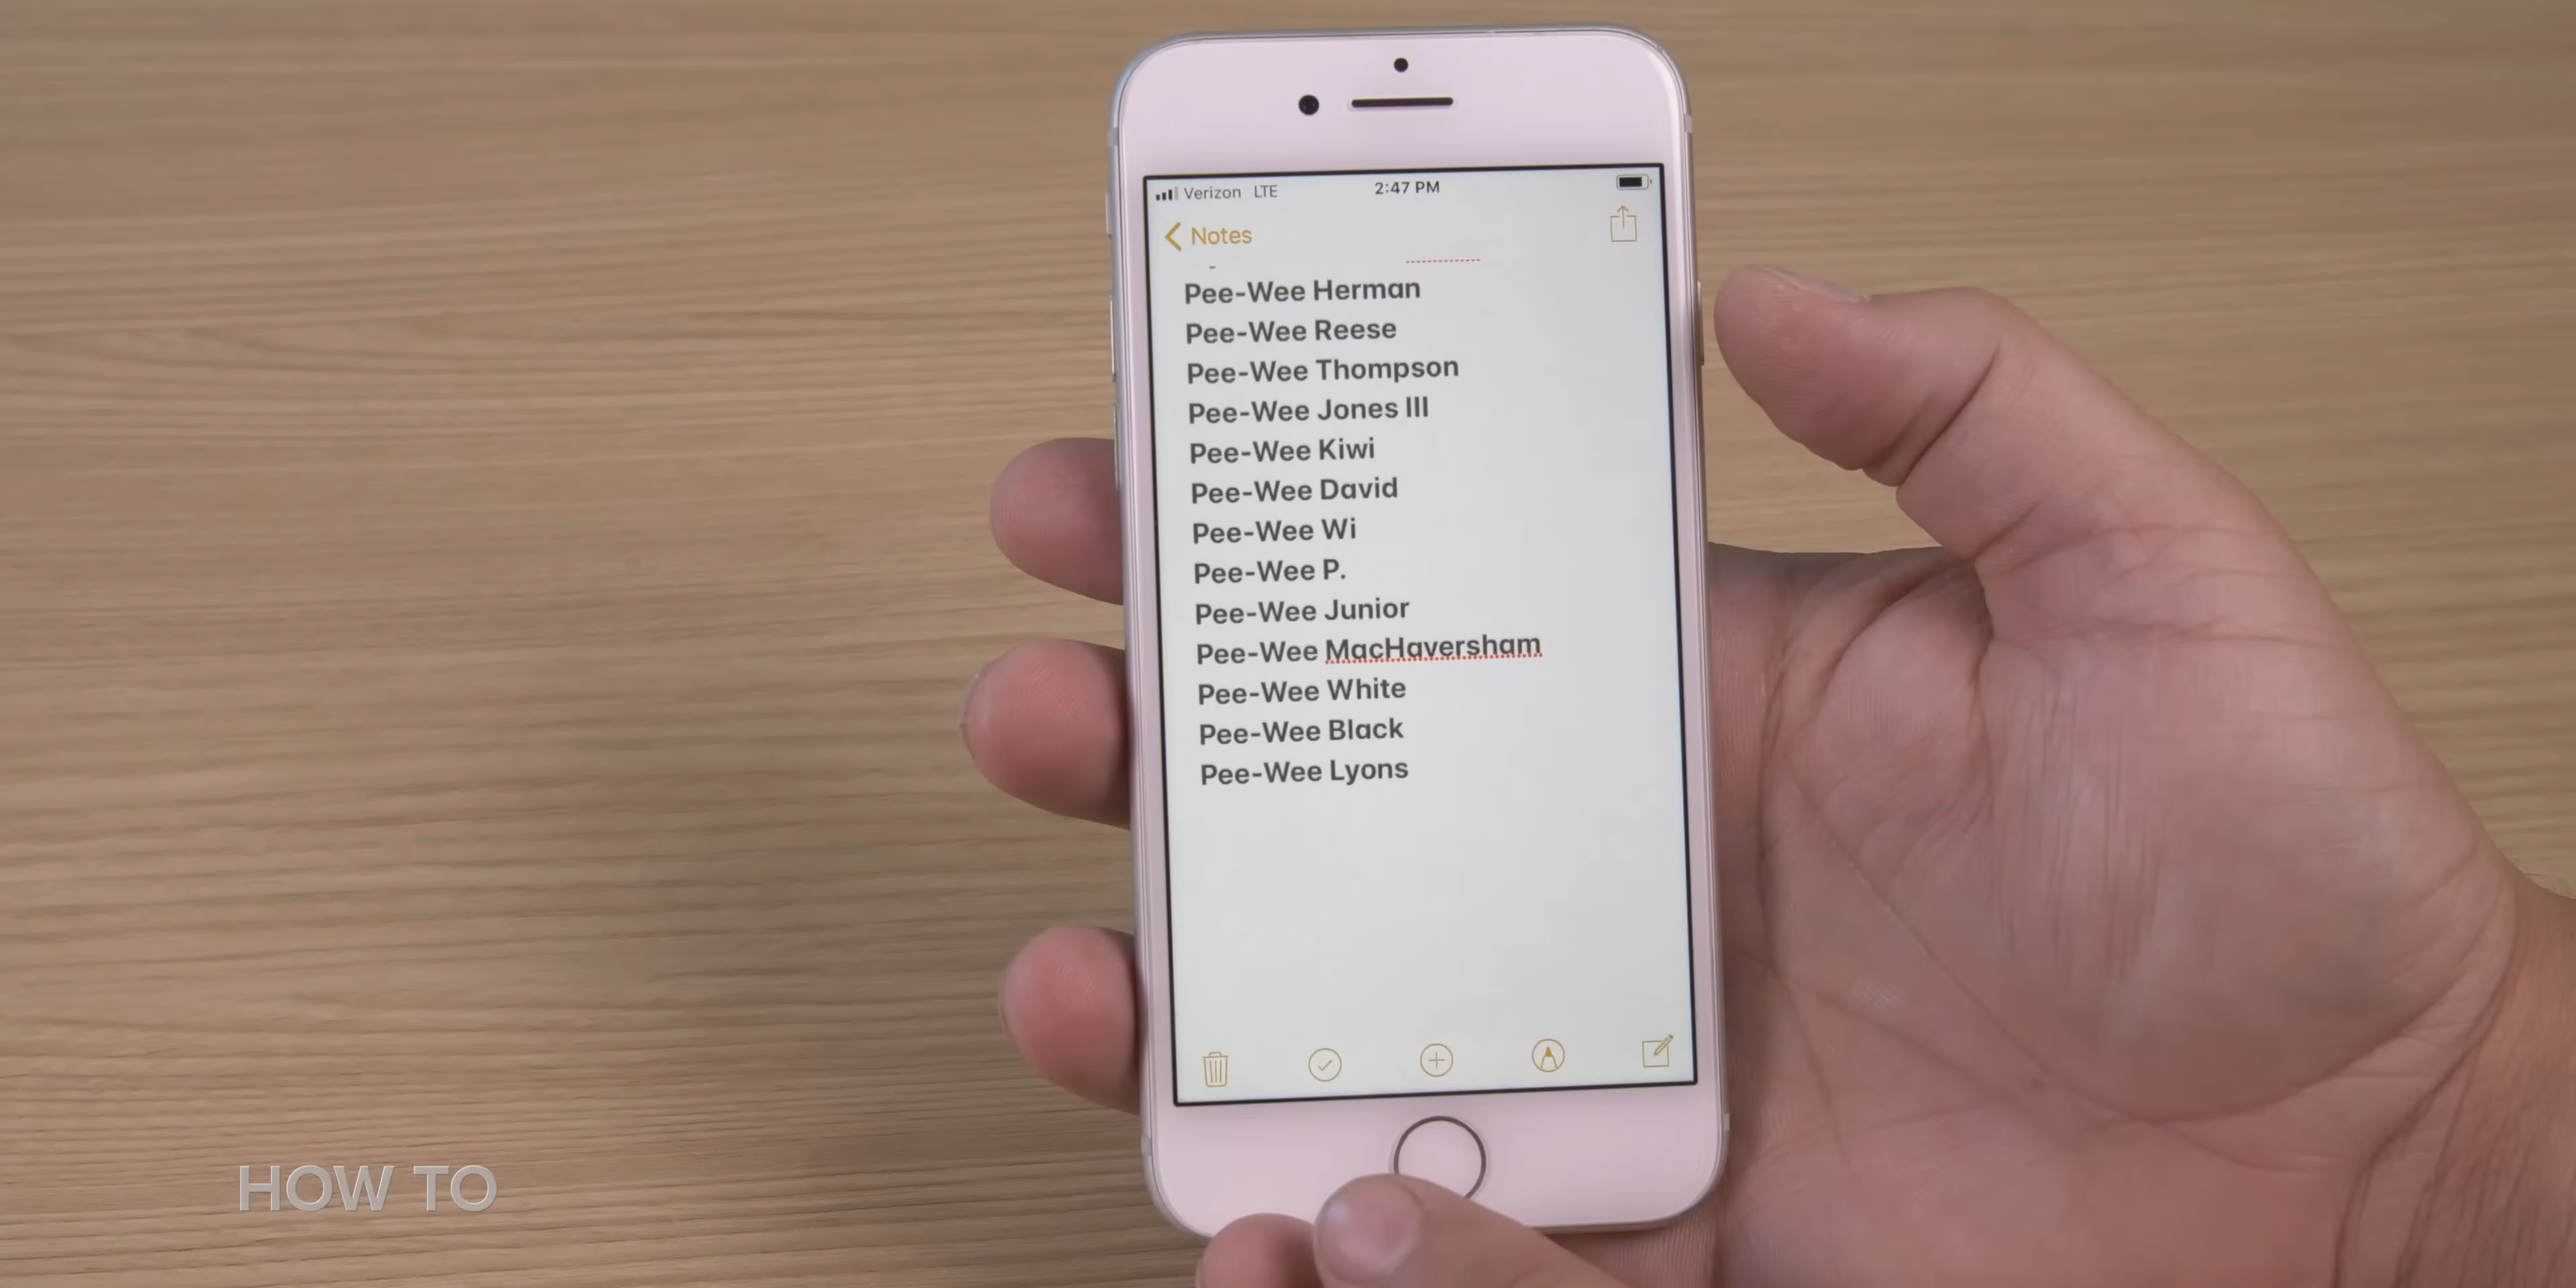 Verizon LTE 2:47 PM
Notes
Pee-Wee Herman
Pee-Wee Reese
Pee-Wee Thompson
Pee-Wee Jones III
Pee-Wee Kiwi
Pee-Wee David
Pee-Wee Wi
Pee-Wee P.
Pee-Wee Junior
Pee-Wee MacHaversham
Pee-Wee White
Pee-Wee Black
Pee-Wee Lyons
HOW TO